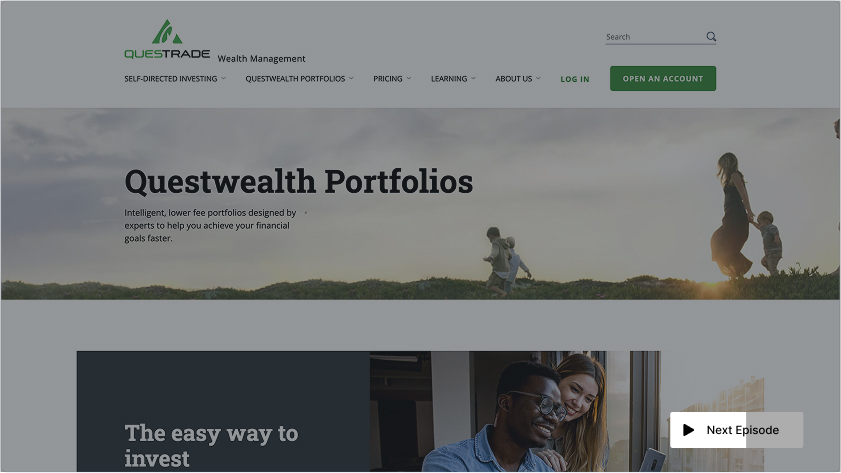 QUESTRADE Wealth Management
Search
SELF-DIRECTED INVESTING QUESTWEALTH PORTFOLIOS PRICING LEARNING ABOUT US LOG IN OPEN AN ACCOUNT
Questwealth Portfolios
Intelligent, lower fee portfolios designed by
experts to help you achieve your financial
goals faster.
The easy way to
invest
Next Episode